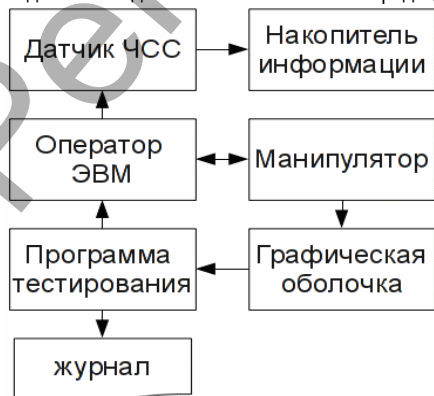 Датчик ЧСС
Накопитель
информации
Оператор
ЭВМ
Манипулятор
Программа
тестирования
Графическая
оболочка
журнал